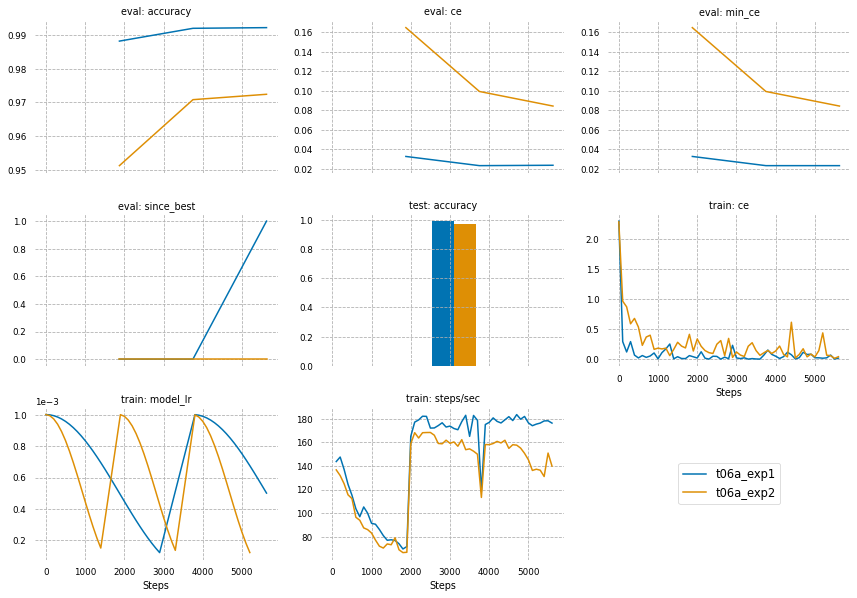 eval: accuracy
0.99
0.98
0.97
0.96
0.95
eval: ce
0.16
0.14
0.12
0.10
0.08
0.06
0.04
0.02
eval: min_ce
0.16
0.14
0.12
0.10
0.08
0.06
0.04
0.02
eval: since_best
1.0
0.8
0.6
0.4
0.2
0.0
test: accuracy
1.0
0.8
0.6
0.4
0.2
0.0
train: ce
2.0
1.5
1.0
0.5
0.0
0 1000 2000 3000 4000 5000
Steps
train: model_lr
1e−3
1.0
0.8
0.6
0.4
0.2
0 1000 2000 3000 4000 5000
Steps
train: steps/sec
180
160
140
120
100
80
0 1000 2000 3000 4000 5000
Steps
t06a_exp1
t06a_exp2